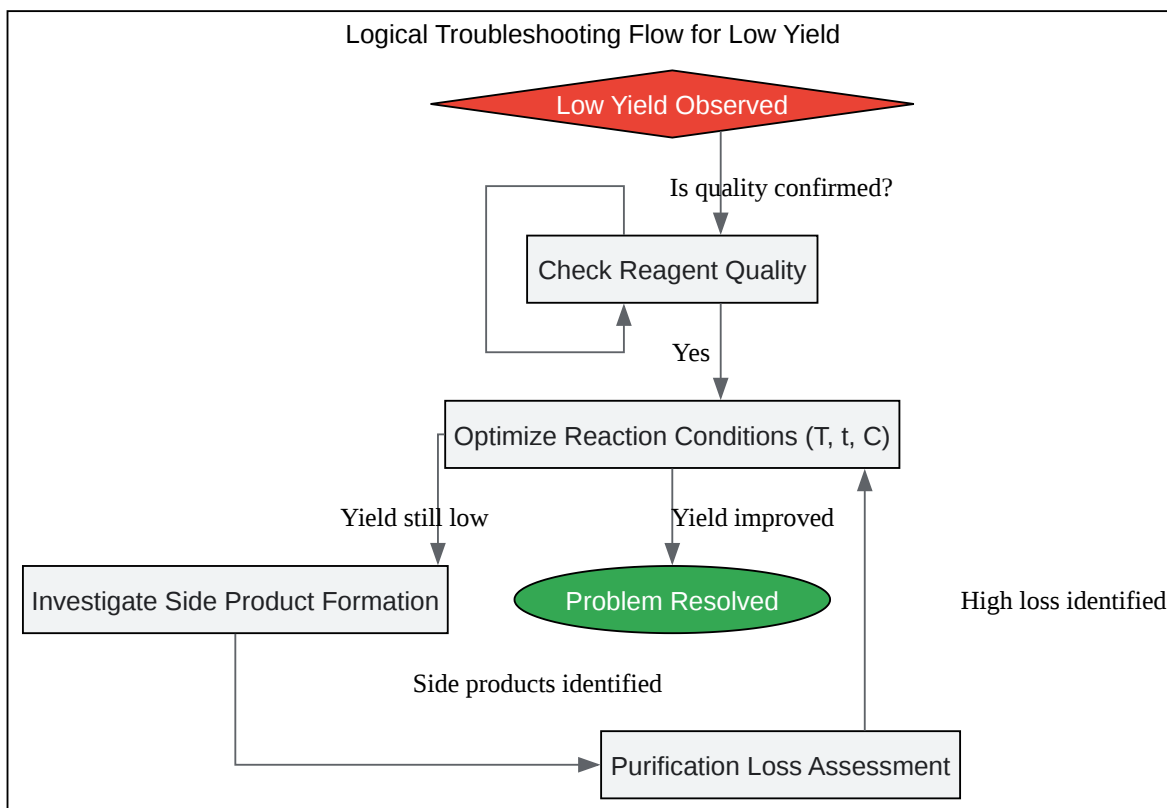 Logical Troubleshooting Flow for Low Yield
Low Yield Observed
Is quality confirmed?
Check Reagent Quality
Yes
Optimize Reaction Conditions (T, t, C)
Yield still low
Yield improved
Investigate Side Product Formation
Problem Resolved
High loss identified
Side products identified
Purification Loss Assessment